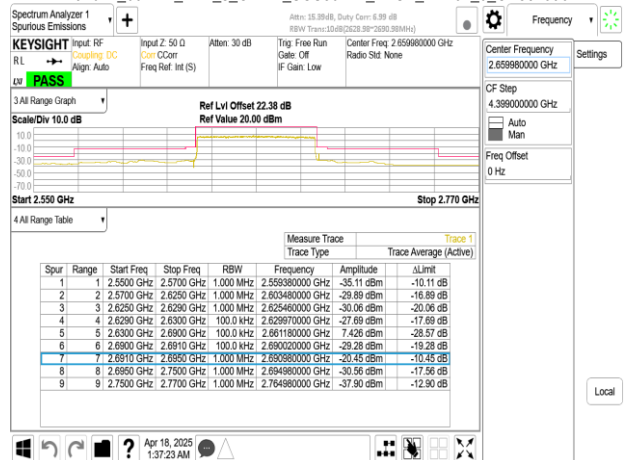 Spectrum Analyzer 1
Spurious Emissions
Attn: 15.39dB, Duty Corr: 6.99 dB
RBW Trans:10dB(2628.98~2690.98MHz)
Frequency
KEYSIGHT
Input: RF
Coupling: DC
Align: Auto
Input Z: 50 Ω
Corr CCorr
Freq Ref: Int (S)
Atten: 30 dB
Trig: Free Run
Gate: Off
IF Gain: Low
Center Freq: 2.659980000 GHz
Radio Std: None
RL
LXI
PASS
Center Frequency
2.659980000 GHz
Settings
CF Step
4.399000000 GHz
Auto
Man
Freq Offset
0 Hz
3 All Range Graph
Scale/Div 10.0 dB
Ref Lvl Offset 22.38 dB
Ref Value 20.00 dBm
10.0
-10.0
-30.0
-50.0
-70.0
Start 2.550 GHz
Stop 2.770 GHz
4 All Range Table
Measure Trace Trace 1
Trace Type Trace Average (Active)
Spur Range Start Freq Stop Freq RBW Frequency Amplitude ΔLimit
1 1 2.5500 GHz 2.5700 GHz 1.000 MHz 2.559380000 GHz -35.11 dBm -10.11 dB
2 2 2.5700 GHz 2.6250 GHz 1.000 MHz 2.603480000 GHz -29.89 dBm -16.89 dB
3 3 2.6250 GHz 2.6290 GHz 1.000 MHz 2.625460000 GHz -30.06 dBm -20.06 dB
4 4 2.6290 GHz 2.6300 GHz 100.0 kHz 2.629970000 GHz -27.69 dBm -17.69 dB
5 5 2.6300 GHz 2.6900 GHz 100.0 kHz 2.661180000 GHz 7.426 dBm -28.57 dB
6 6 2.6900 GHz 2.6910 GHz 100.0 kHz 2.690020000 GHz -29.28 dBm -19.28 dB
7 7 2.6910 GHz 2.6950 GHz 1.000 MHz 2.690980000 GHz -20.45 dBm -10.45 dB
8 8 2.6950 GHz 2.7500 GHz 1.000 MHz 2.694980000 GHz -30.56 dBm -17.56 dB
9 9 2.7500 GHz 2.7700 GHz 1.000 MHz 2.764980000 GHz -37.90 dBm -12.90 dB
Local
Apr 18, 2025
1:37:23 AM